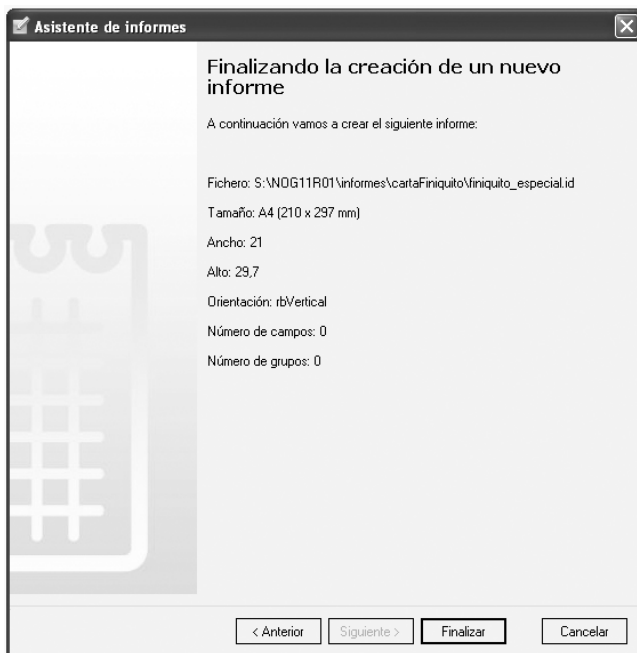 Asistente de informes
Finalizando la creación de un nuevo
informe
A continuación vamos a crear el siguiente informe:
Fichero: S:\NOG11R01\informes\cartaFiniquito\finiquito_especial.id
Tamaño: A4 (210 x 297 mm)
Ancho: 21
Alto: 29,7
Orientación: rbVertical
Número de campos: 0
Número de grupos: 0
< Anterior
Siguiente >
Finalizar
Cancelar